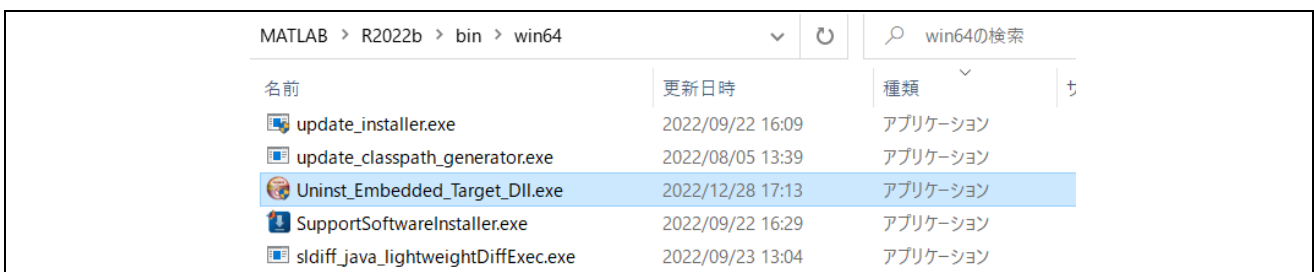 MATLAB > R2022b > bin > win64 win64の検索
名前 更新日時 種類
update_installer.exe 2022/09/22 16:09 アプリケーション
update_classpath_generator.exe 2022/08/05 13:39 アプリケーション
Uninst_Embedded_Target_Dll.exe 2022/12/28 17:13 アプリケーション
SupportSoftwareInstaller.exe 2022/09/22 16:29 アプリケーション
sldiff_java_lightweightDiffExec.exe 2022/09/23 13:04 アプリケーション